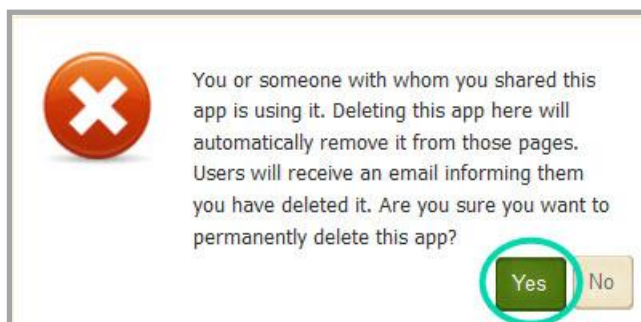 You or someone with whom you shared this
app is using it. Deleting this app here will
automatically remove it from those pages.
Users will receive an email informing them
you have deleted it. Are you sure you want to
permanently delete this app?
Yes No